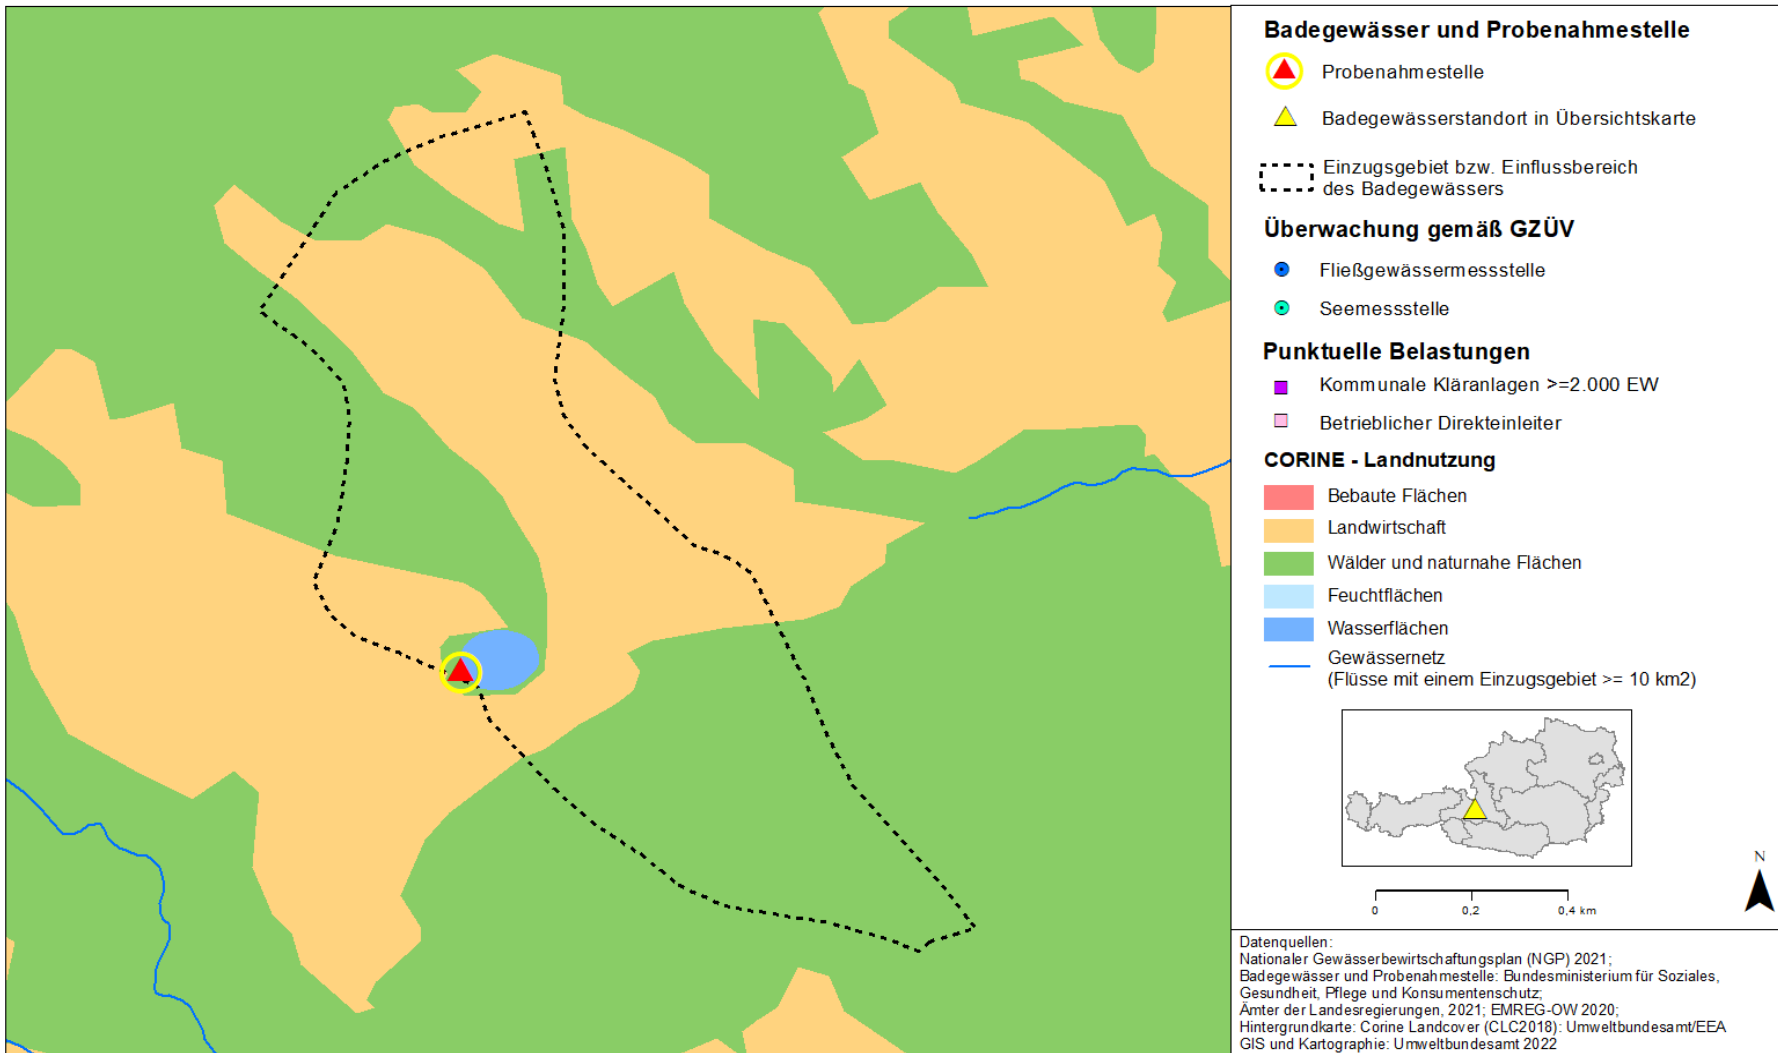 Badegewässer und Probenahmestelle
Probenahmestelle
Badegewässerstandort in Übersichtskarte
Einzugsgebiet bzw. Einflussbereich
des Badegewässers
Überwachung gemäß GZÜV
Fließgewässermessstelle
Seemessstelle
Punktuelle Belastungen
Kommunale Kläranlagen >=2.000 EW
Betrieblicher Direkteinleiter
CORINE - Landnutzung
Bebaute Flächen
Landwirtschaft
Wälder und naturnahe Flächen
Feuchtflächen
Wasserflächen
Gewässernetz
(Flüsse mit einem Einzugsgebiet >= 10 km2)
N
0 0,2 0,4 km
Datenquellen:
Nationaler Gewässerbewirtschaftungsplan (NGP) 2021;
Badegewässer und Probenahmestelle: Bundesministerium für Soziales,
Gesundheit, Pflege und Konsumentenschutz;
Ämter der Landesregierungen, 2021; EMREG-OW 2020;
Hintergrundkarte: Corine Landcover (CLC2018): Umweltbundesamt/EEA
GIS und Kartographie: Umweltbundesamt 2022